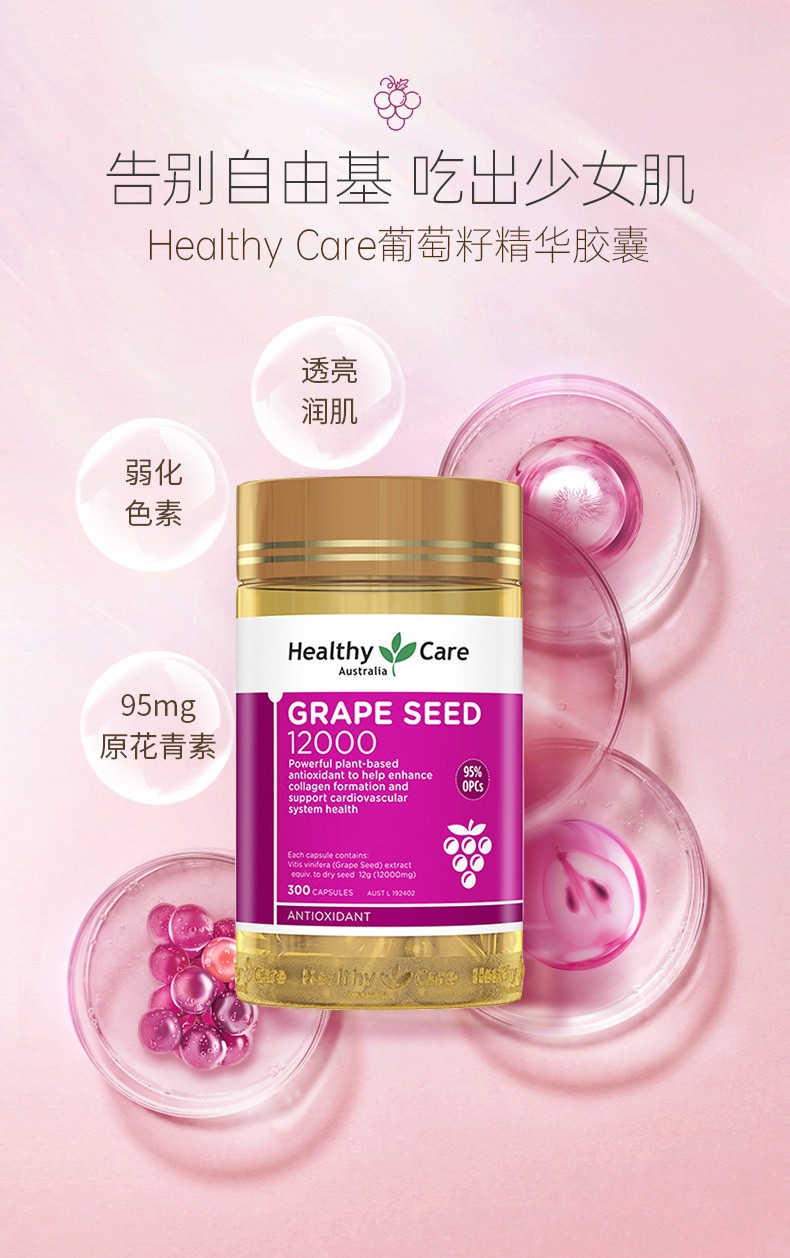 告别自由基 吃出少女肌
Healthy Care葡萄籽精华胶囊
透亮
润肌
弱化
色素
95mg
原花青素
Healthy Care
Australia
GRAPE SEED
12000
Powerful plant-based
antioxidant to help enhance
collagen formation and
support cardiovascular
system health
95%
OPCs
Each capsule contains:
Vitis vinifera (Grape Seed) extract
equiv. to dry seed 12g (12000mg)
300 CAPSULES AUST L 192402
ANTIOXIDANT
Healthy Care